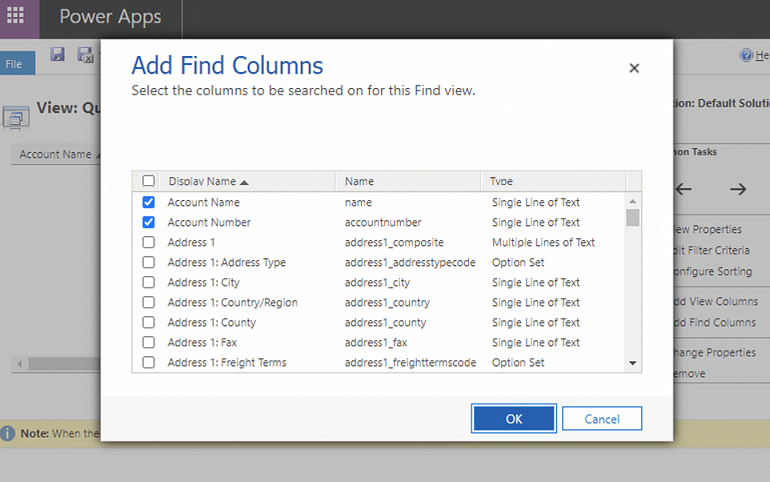 Power Apps
File
He
View: Qu
tion: Default Solutio
Account Name
mon Tasks
iew Properties
dit Filter Criteria
onfigure Sorting
dd View Columns
dd Find Columns
hange Properties
emove
Note: When the
Add Find Columns
Select the columns to be searched on for this Find view.
Display Name Name Type
Account Name name Single Line of Text
Account Number accountnumber Single Line of Text
Address 1 address1_composite Multiple Lines of Text
Address 1: Address Type address1_addresstypecode Option Set
Address 1: City address1_city Single Line of Text
Address 1: Country/Region address1_country Single Line of Text
Address 1: County address1_county Single Line of Text
Address 1: Fax address1_fax Single Line of Text
Address 1: Freight Terms address1_freighttermscode Option Set
OK Cancel